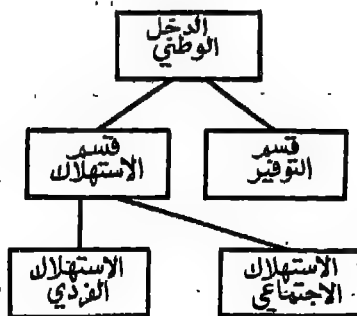 الدخل
الوطني
قسم
التوفير
قسم
الاستهلاك
الاستهلاك
الاجتماعي
الاستهلاك
الفردي